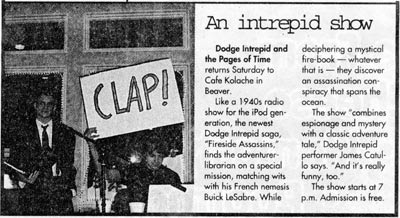 An intrepid show
CLAP!
Dodge Intrepid and
the Pages of Time
returns Saturday to
Cafe Kolache in
Beaver.
Like a 1940s radio
show for the iPod gen-
eration, the newest
Dodge Intrepid saga,
"Fireside Assassins,"
finds the adventurer-
librarian on a special
mission, matching wits
with his French nemesis
Buick LeSabre. While
deciphering a mystical
fire-book — whatever
that is — they discover
an assassination con-
spiracy that spans the
ocean.
The show "combines
espionage and mystery
with a classic adventure
tale," Dodge Intrepid
performer James Catul-
lo says. "And it's really
funny, too."
The show starts at 7
p.m. Admission is free.